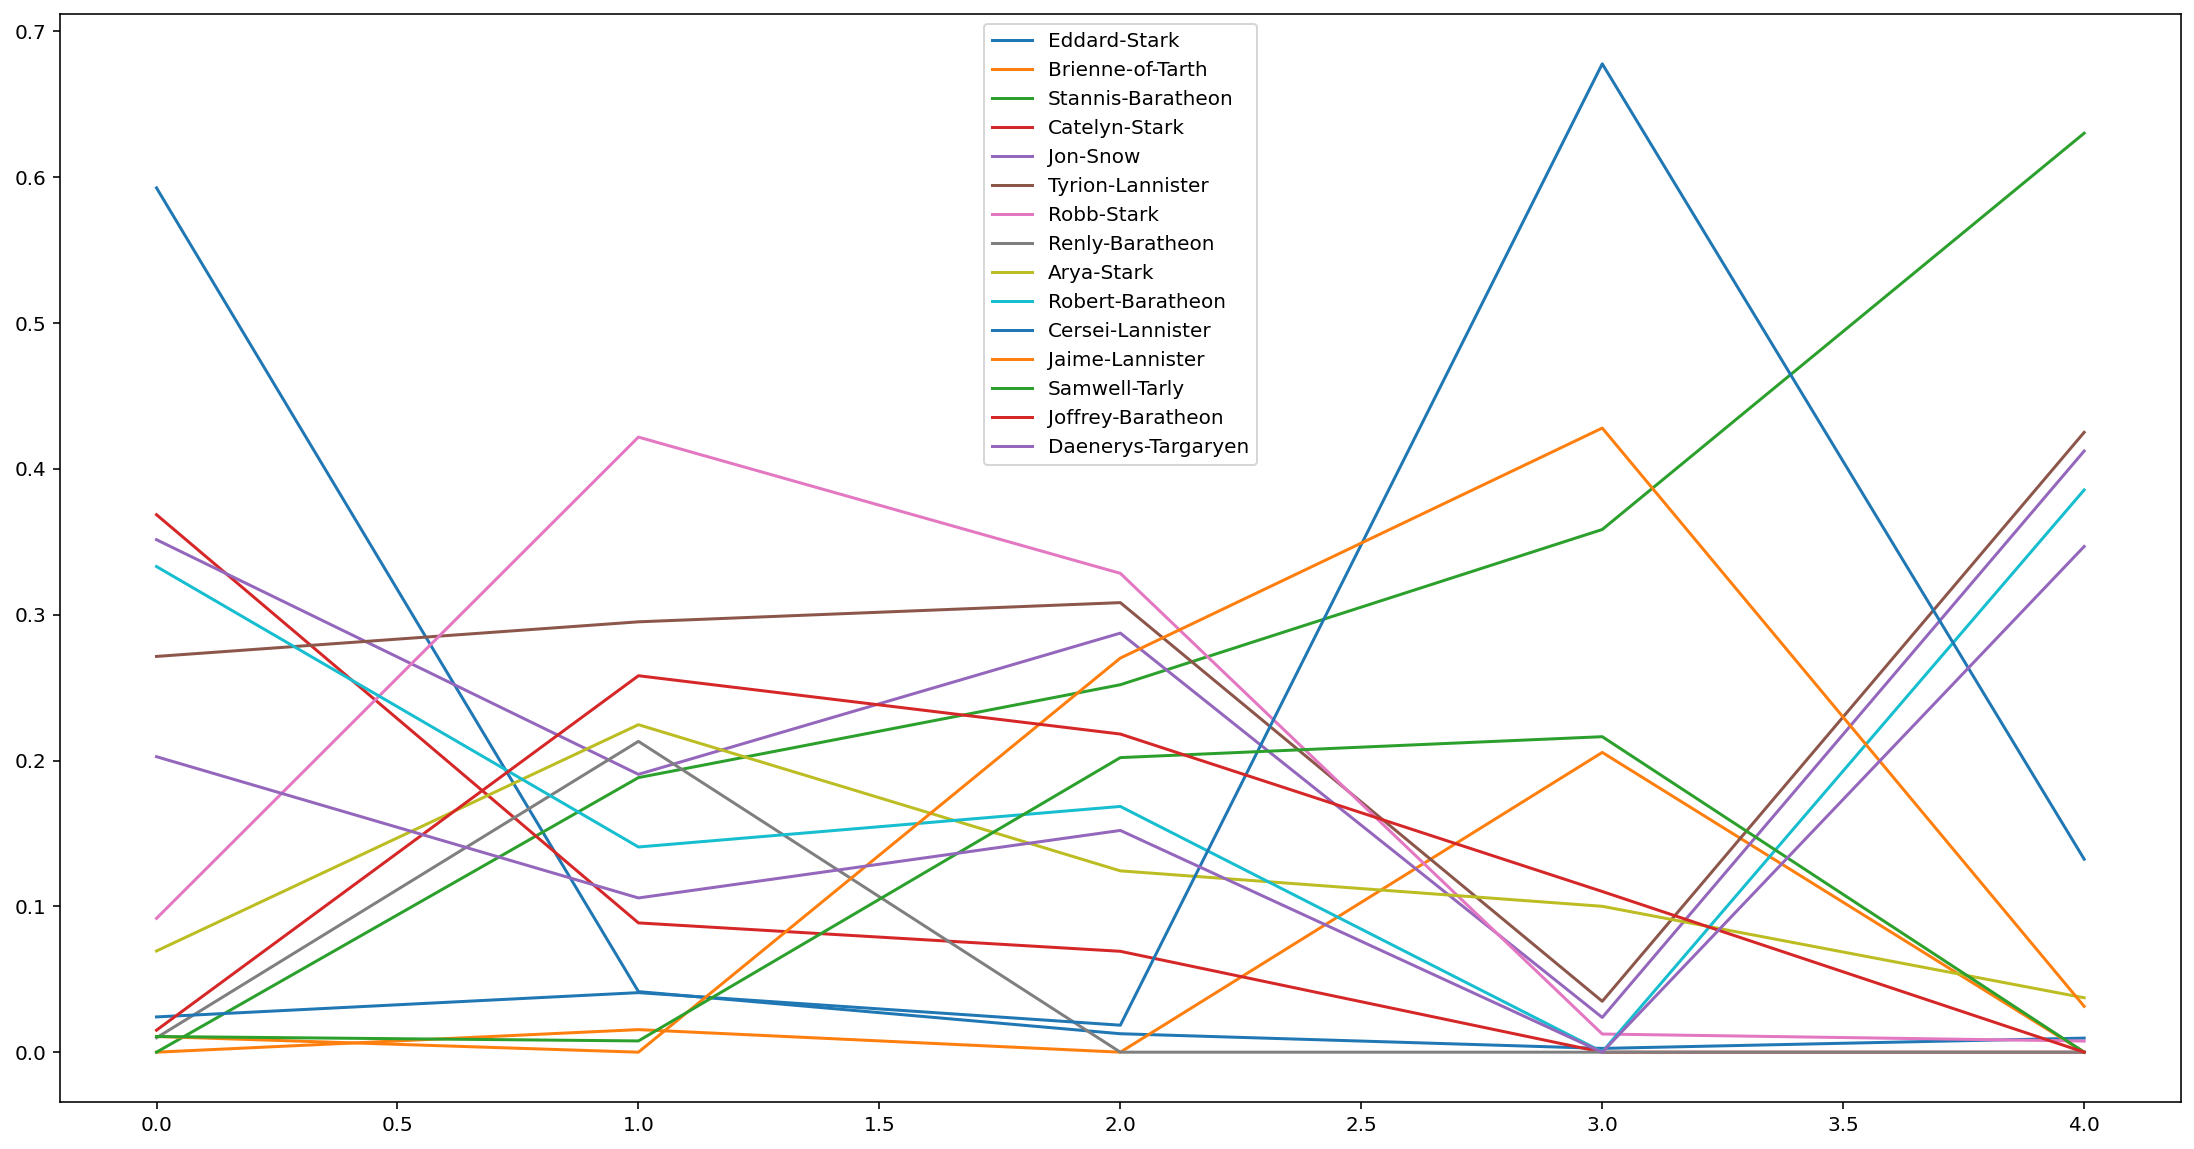 0.7
0.6
0.5
0.4
0.3
0.2
0.1
0.0
Eddard-Stark
Brienne-of-Tarth
Stannis-Baratheon
Catelyn-Stark
Jon-Snow
Tyrion-Lannister
Robb-Stark
Renly-Baratheon
Arya-Stark
Robert-Baratheon
Cersei-Lannister
Jaime-Lannister
Samwell-Tarly
Joffrey-Baratheon
Daenerys-Targaryen
0.0 0.5 1.0 1.5 2.0 2.5 3.0 3.5 4.0